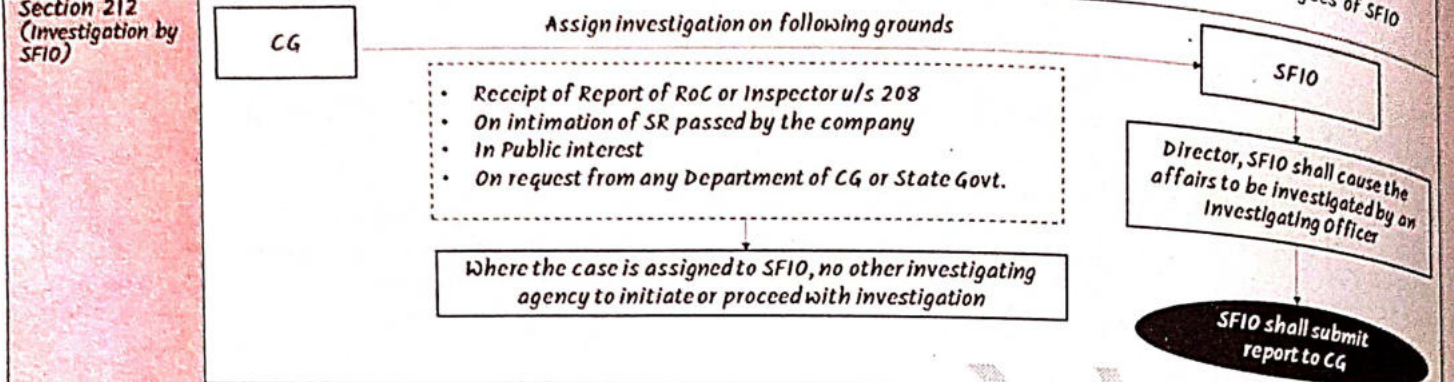 Section 212
(Investigation by
SFIO)
CG
Assign investigation on following grounds
of SFIO
SFIO
• Receipt of Report of RoC or Inspector u/s 208
• On intimation of SR passed by the company
• In Public interest
• On request from any Department of CG or State Govt.
Director, SFIO shall cause the
affairs to be investigated by an
Investigating Officer
Where the case is assigned to SFIO, no other investigating
agency to initiate or proceed with investigation
SFIO shall submit
report to CG